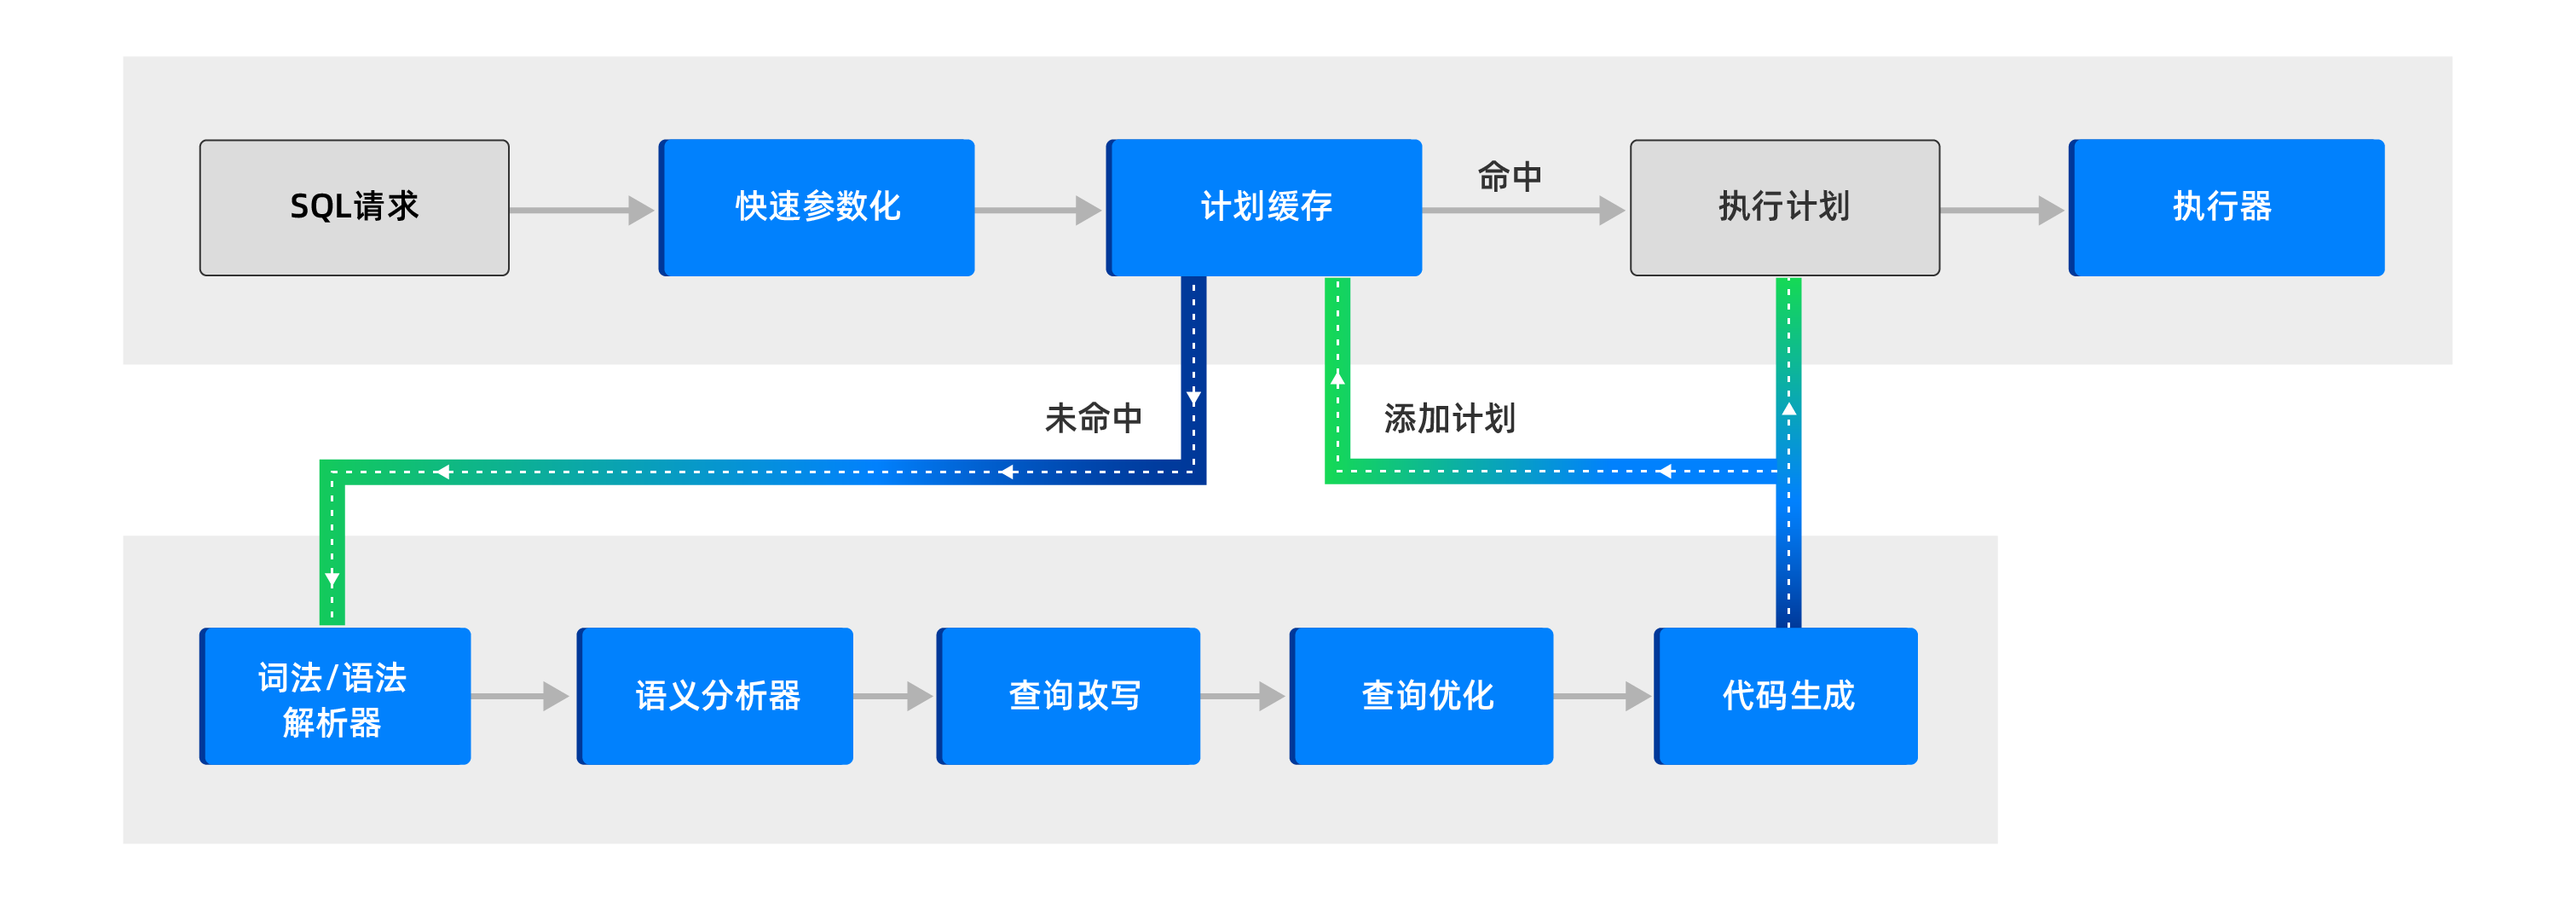 SQL请求
快速参数化
计划缓存
命中
执行计划
执行器
未命中
添加计划
词法/语法
解析器
语义分析器
查询改写
查询优化
代码生成